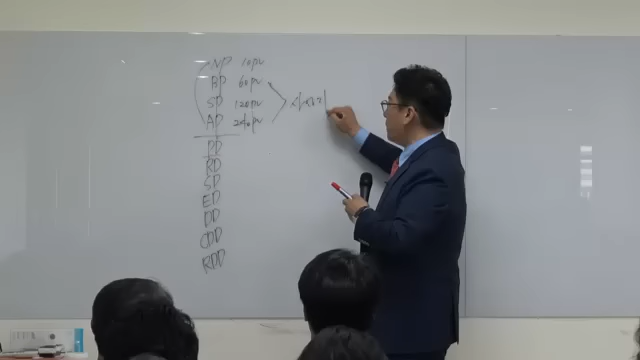 NP 10pv
BP 60pv
SP 120pv
AP 240pv
PD
RD
SD
ED
DD
CDD
RDD